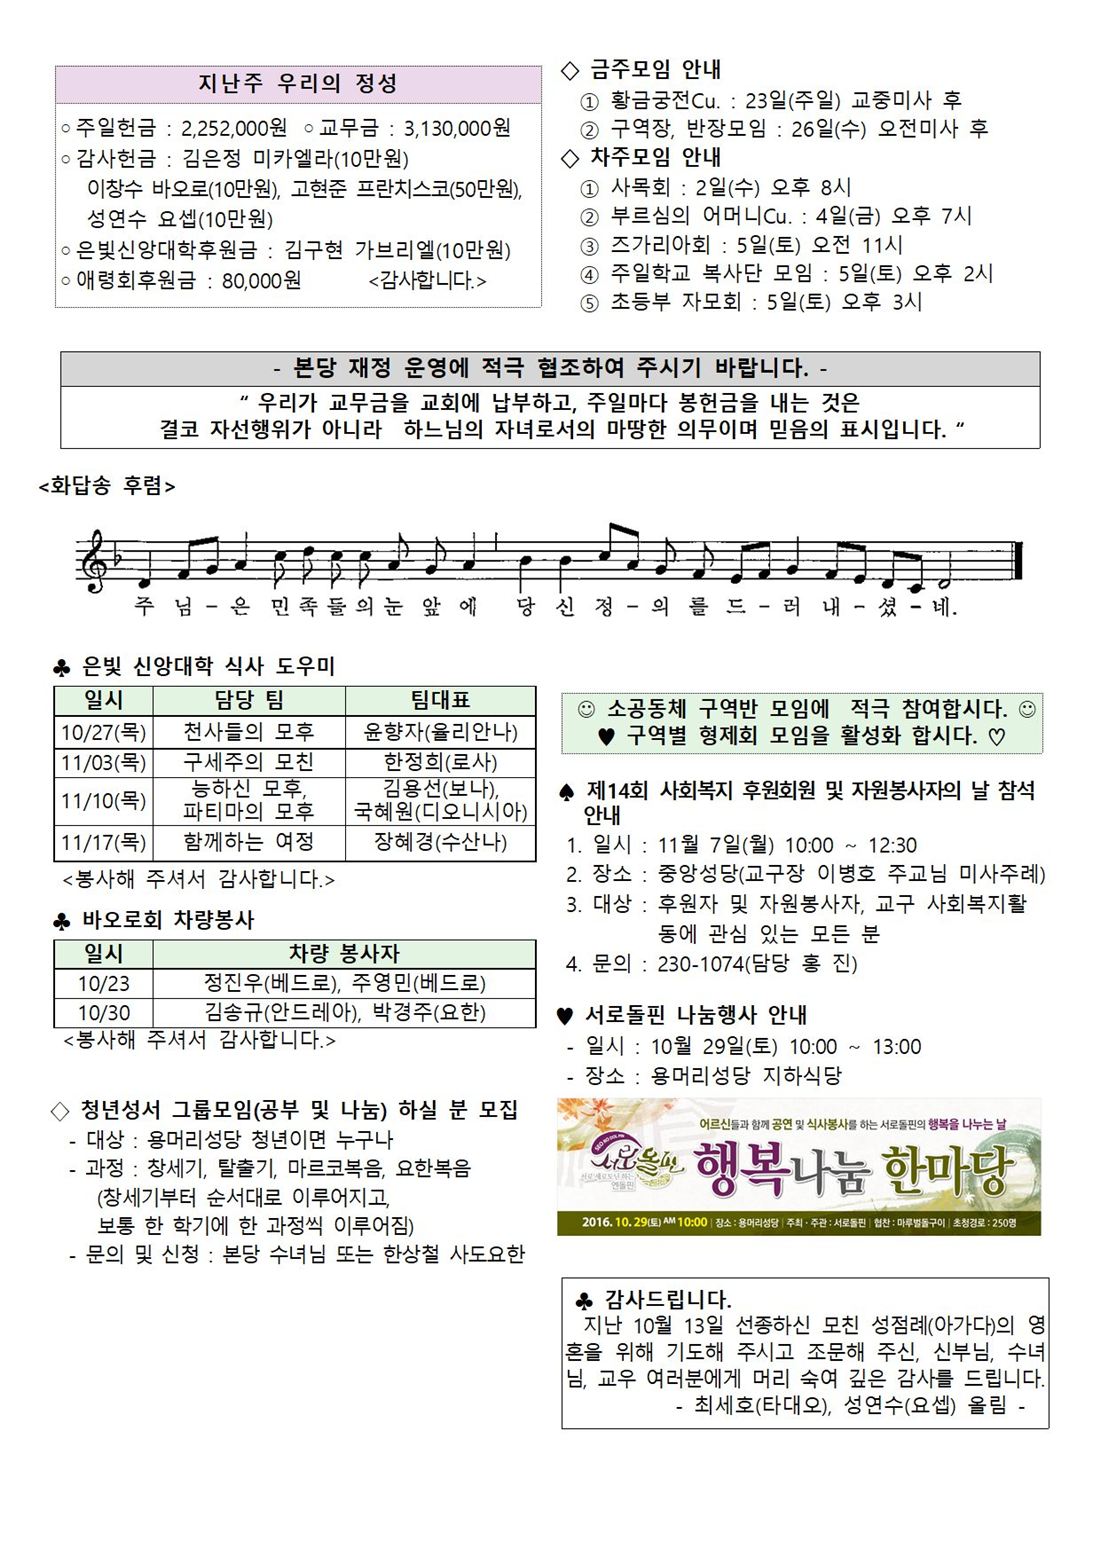 지난주 우리의 정성
○ 주일헌금 : 2,252,000원 ○ 교무금 : 3,130,000원
○ 감사헌금 : 김은정 미카엘라(10만원)
이창수 바오로(10만원), 고현준 프란치스코(50만원),
성연수 요셉(10만원)
○ 은빛신앙대학후원금 : 김구현 가브리엘(10만원)
○ 애령회후원금 : 80,000원 <감사합니다.>
◇ 금주모임 안내
① 황금궁전Cu. : 23일(주일) 교중미사 후
② 구역장, 반장모임 : 26일(수) 오전미사 후
◇ 차주모임 안내
① 사목회 : 2일(수) 오후 8시
② 부르심의 어머니Cu. : 4일(금) 오후 7시
③ 즈가리아회 : 5일(토) 오전 11시
④ 주일학교 복사단 모임 : 5일(토) 오후 2시
⑤ 초등부 자모회 : 5일(토) 오후 3시
- 본당 재정 운영에 적극 협조하여 주시기 바랍니다. -
“ 우리가 교무금을 교회에 납부하고, 주일마다 봉헌금을 내는 것은
결코 자선행위가 아니라 하느님의 자녀로서의 마땅한 의무이며 믿음의 표시입니다. “
<화답송 후렴>
주 님 - 은 민 족 들 의 눈 앞 에 당 신 정 - 의 를 드 - 러 내 - 셨 - 네.
♣ 은빛 신앙대학 식사 도우미
일시 담당 팀 팀대표
10/27(목) 천사들의 모후 윤향자(율리안나)
11/03(목) 구세주의 모친 한정희(로사)
11/10(목) 능하신 모후, 파티마의 모후 김용선(보나), 국혜원(디오니시아)
11/17(목) 함께하는 여정 장혜경(수산나)
<봉사해 주셔서 감사합니다.>
♣ 바오로회 차량봉사
일시 차량 봉사자
10/23 정진우(베드로), 주영민(베드로)
10/30 김송규(안드레아), 박경주(요한)
<봉사해 주셔서 감사합니다.>
◇ 청년성서 그룹모임(공부 및 나눔) 하실 분 모집
- 대상 : 용머리성당 청년이면 누구나
- 과정 : 창세기, 탈출기, 마르코복음, 요한복음
(창세기부터 순서대로 이루어지고,
보통 한 학기에 한 과정씩 이루어짐)
- 문의 및 신청 : 본당 수녀님 또는 한상철 사도요한
☺ 소공동체 구역반 모임에 적극 참여합시다. ☺
♥ 구역별 형제회 모임을 활성화 합시다. ♡
♠ 제14회 사회복지 후원회원 및 자원봉사자의 날 참석
안내
1. 일시 : 11월 7일(월) 10:00 ~ 12:30
2. 장소 : 중앙성당(교구장 이병호 주교님 미사주례)
3. 대상 : 후원자 및 자원봉사자, 교구 사회복지활
동에 관심 있는 모든 분
4. 문의 : 230-1074(담당 홍 진)
♥ 서로돌핀 나눔행사 안내
- 일시 : 10월 29일(토) 10:00 ~ 13:00
- 장소 : 용머리성당 지하식당
어르신들과 함께 공연 및 식사봉사를 하는 서로돌핀의 행복을 나누는 날
서로돌핀
행복나눔 한마당
2016. 10. 29(토) AM 10:00 | 장소 : 용머리성당 | 주최 · 주관 : 서로돌핀 | 협찬 : 마루벌돌구이 | 초청경로 : 250명
♣ 감사드립니다.
지난 10월 13일 선종하신 모친 성점례(아가다)의 영
혼을 위해 기도해 주시고 조문해 주신, 신부님, 수녀
님, 교우 여러분에게 머리 숙여 깊은 감사를 드립니다.
- 최세호(타대오), 성연수(요셉) 올림 -